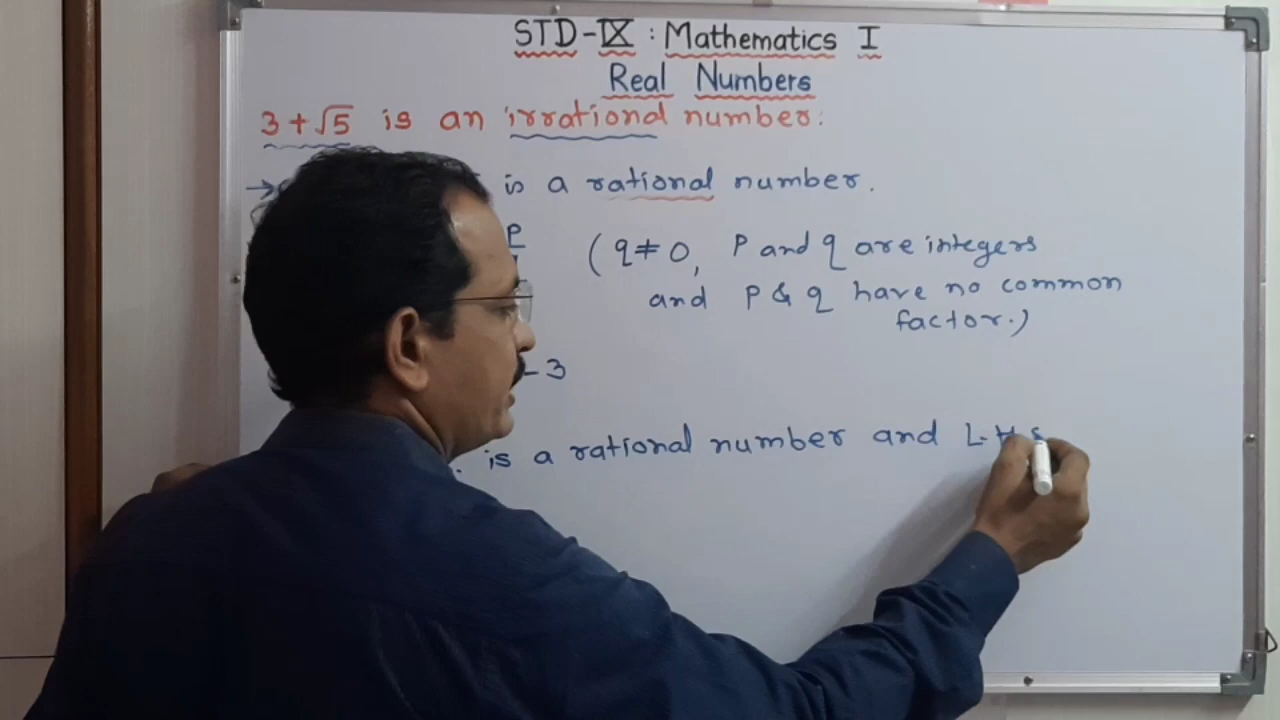 STD-IX : Mathematics I
Real Numbers
3+√5 is an irrational number.
→ is a rational number.
P (q≠0, P and q are integers
and P & q have no common
factor.)
- 3
. is a rational number and L.H.S